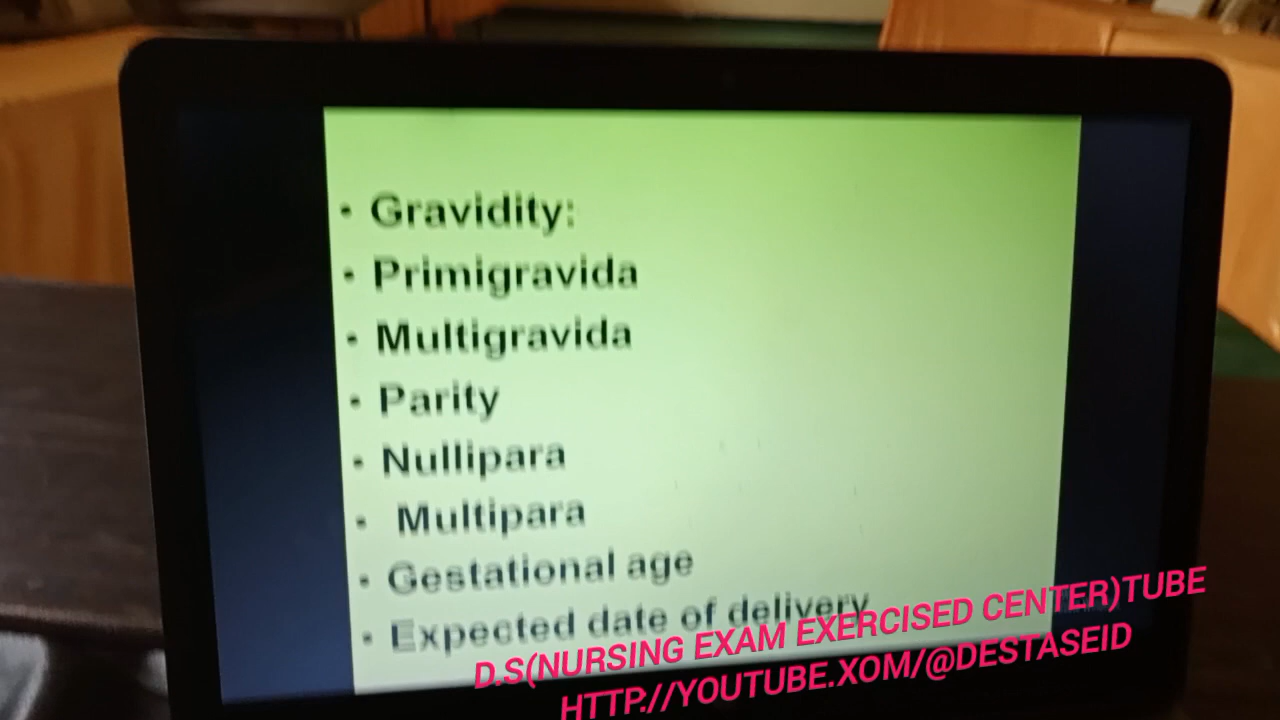 • Gravidity:
• Primigravida
• Multigravida
• Parity
• Nullipara
• Multipara
• Gestational age
• Expected date of delivery
D.S(NURSING EXAM EXERCISED CENTER)TUBE
HTTP://YOUTUBE.XOM/@DESTASEID